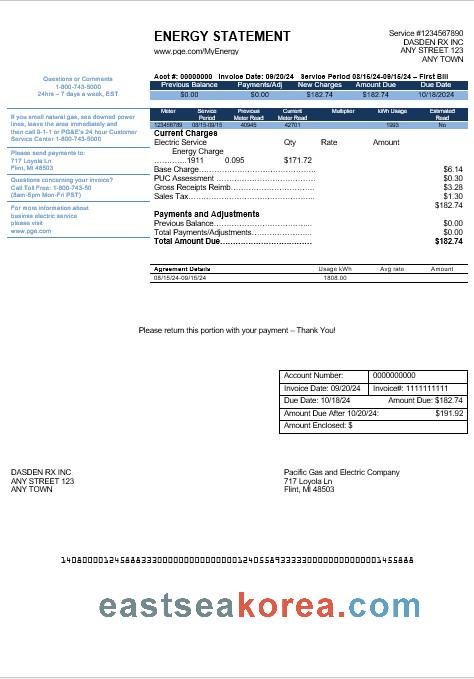 ENERGY STATEMENT
www.pge.com/MyEnergy
Service #1234567890
DASDEN RX INC
ANY STREET 123
ANY TOWN
Questions or Comments
1-800-743-5000
24hrs – 7 days a week, EST
If you smell natural gas, see downed power
lines, leave the area immediately and
then call 9-1-1 or PG&E's 24 hour Customer
Service Center 1-800-743-5000
Please send payments to:
717 Loyola Ln
Flint, MI 48503
Questions concerning your invoice?
Call Toll Free: 1-800-743-50
(8am-5pm Mon-Fri PST)
For more information about
business electric service
please visit
www.pge.com
Acct #: 00000000 Invoice Date: 09/20/24 Service Period 08/15/24-09/15/24 – First Bill
Previous Balance Payments/Adj New Charges Amount Due Due Date
$0.00 $0.00 $182.74 $182.74 10/18/2024
Meter Service Period Previous Meter Read Current Meter Read Multiplier kWh Usage Estimated Read
123456789 08/15-09/15 40945 42701 1993 No
Current Charges
Electric Service Qty Rate Amount
Energy Charge
.............1911 0.095 $171.72
Base Charge.................................................. $6.14
PUC Assessment ........................................ $0.30
Gross Receipts Reimb.................................. $3.28
Sales Tax..................................................... $1.30
$182.74
Payments and Adjustments
Previous Balance......................................... $0.00
Total Payments/Adjustments....................... $0.00
Total Amount Due........................................ $182.74
Agreement Details Usage kWh Avg rate Amount
08/15/24-09/15/24 1808.00
Please return this portion with your payment – Thank You!
Account Number: 0000000000
Invoice Date: 09/20/24 Invoice#: 1111111111
Due Date: 10/18/24 Amount Due: $182.74
Amount Due After 10/20/24: $191.92
Amount Enclosed: $
DASDEN RX INC
ANY STREET 123
ANY TOWN
Pacific Gas and Electric Company
717 Loyola Ln
Flint, MI 48503
eastseakorea.com